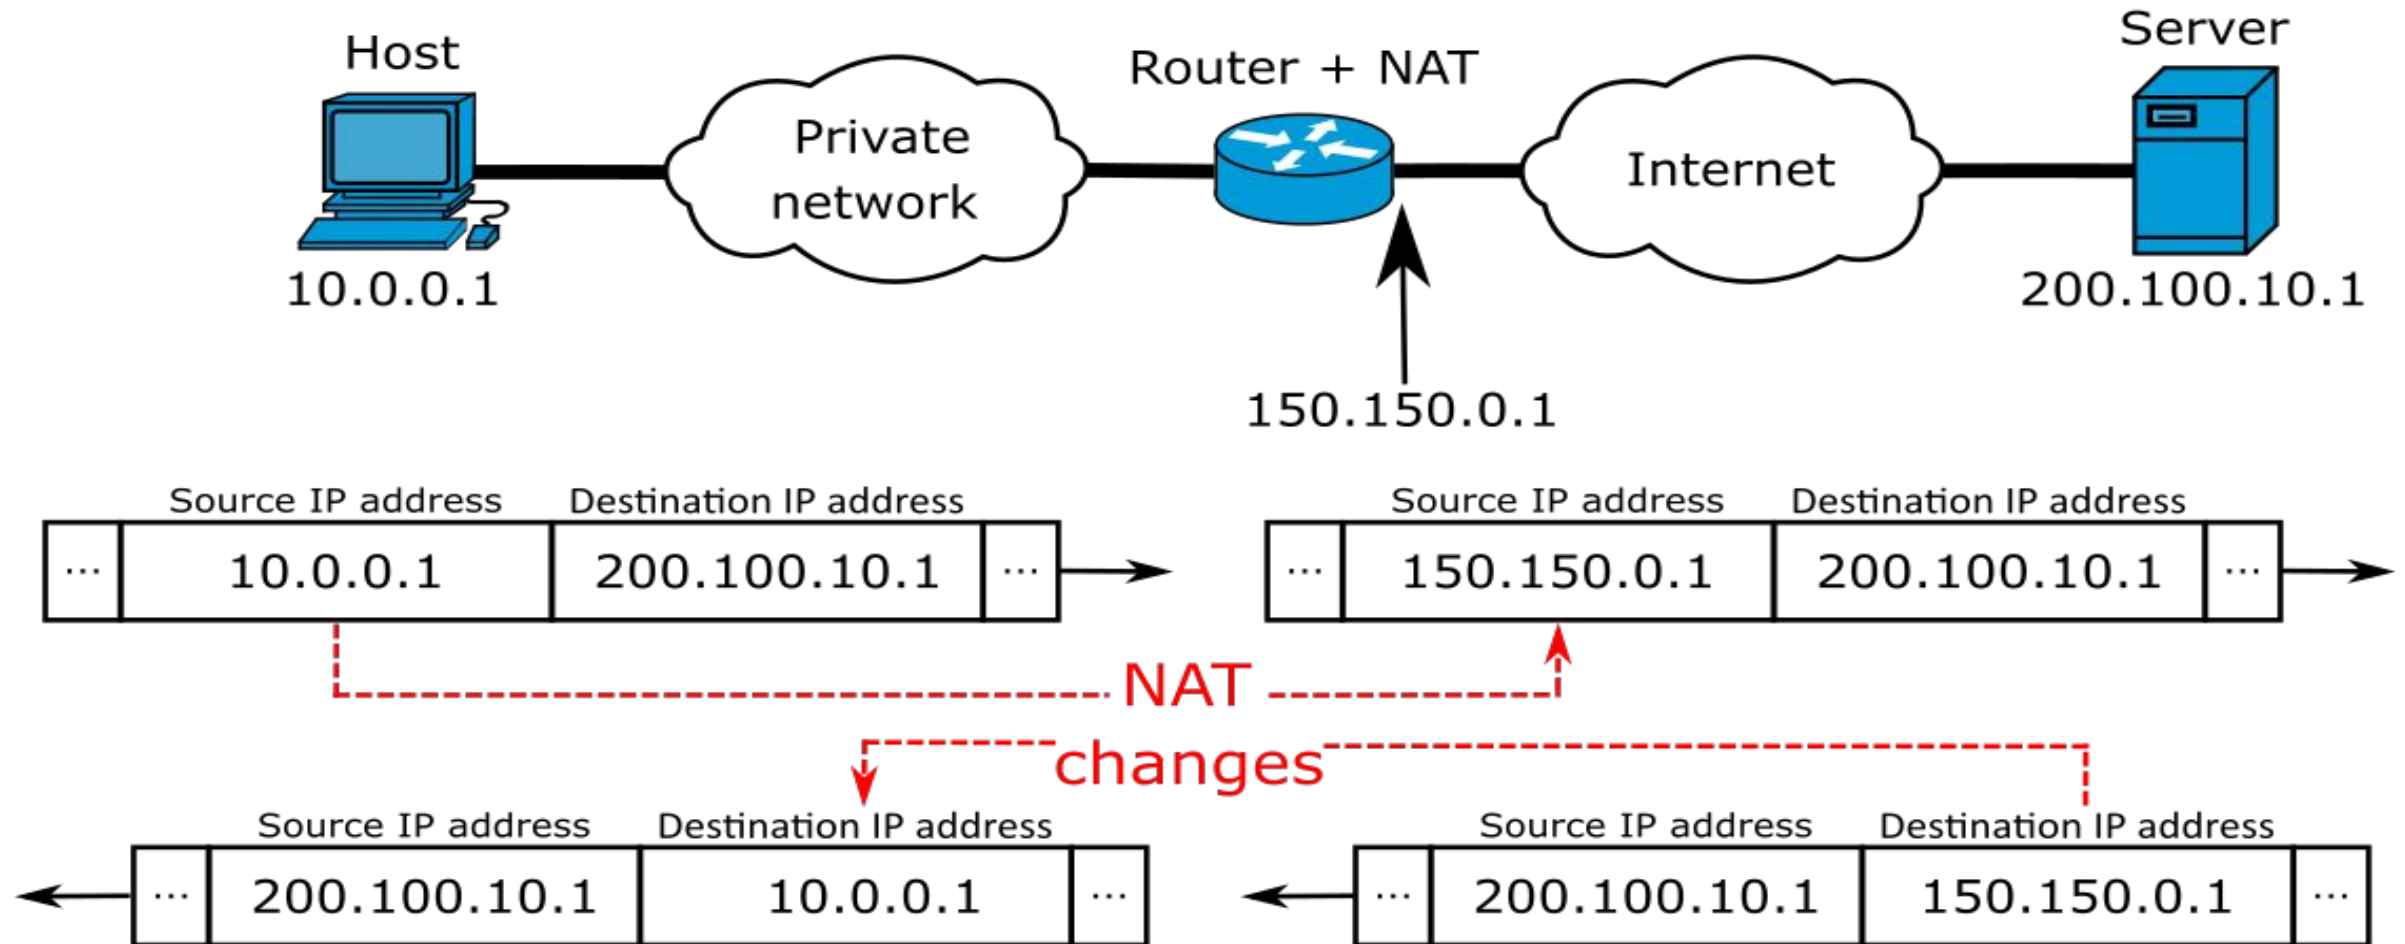 Host
Router + NAT
Server
Private
network
Internet
10.0.0.1
200.100.10.1
150.150.0.1
Source IP address Destination IP address
... 10.0.0.1 200.100.10.1 ...
Source IP address Destination IP address
... 150.150.0.1 200.100.10.1 ...
NAT
changes
Source IP address Destination IP address
... 200.100.10.1 10.0.0.1 ...
Source IP address Destination IP address
... 200.100.10.1 150.150.0.1 ...